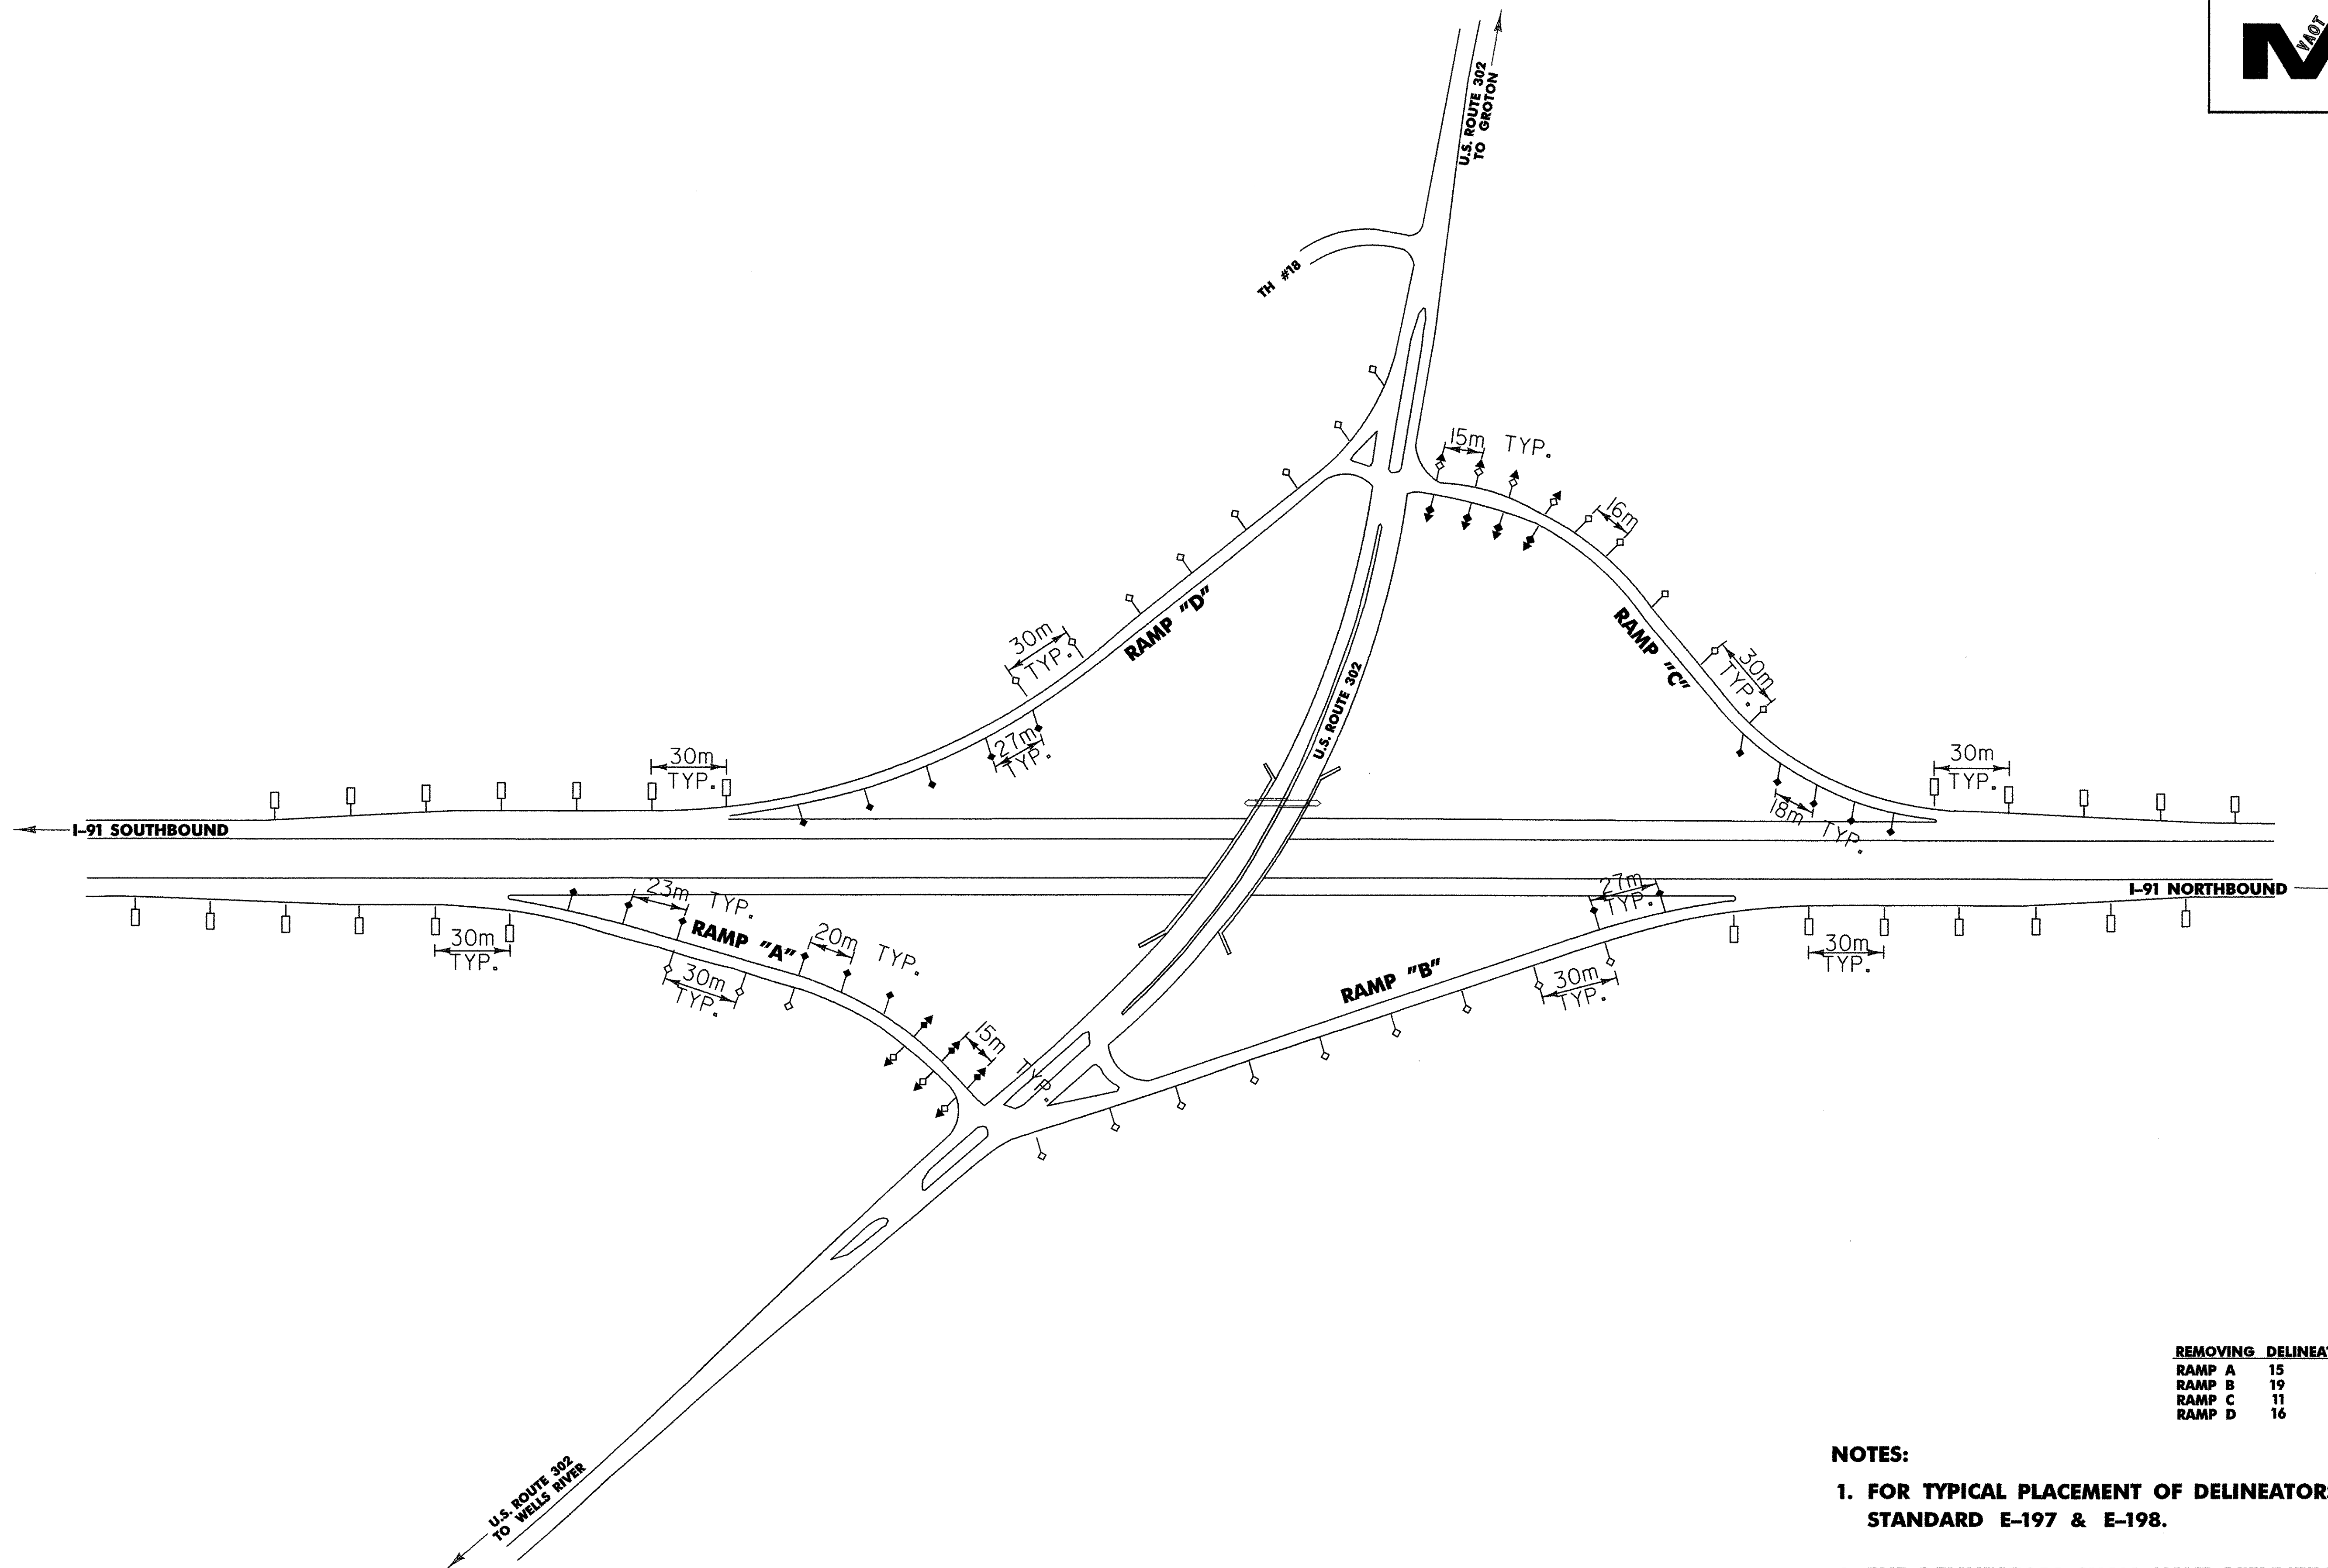 VAOT
M
U.S. ROUTE 302
TO GROTON
TH #18
15m TYP.
16m
RAMP "D"
30m
TYP.
RAMP "C"
30m
TYP.
U.S. ROUTE 302
27m
TYP.
30m
TYP.
30m
TYP.
18m TYP.
I-91 SOUTHBOUND
I-91 NORTHBOUND
23m TYP.
27m
TYP.
RAMP "A"
20m TYP.
30m
TYP.
30m
TYP.
30m
TYP.
RAMP "B"
30m
TYP.
15m TYP.
U.S. ROUTE 302
TO WELLS RIVER
REMOVING DELINEA
RAMP A 15
RAMP B 19
RAMP C 11
RAMP D 16
NOTES:
1. FOR TYPICAL PLACEMENT OF DELINEATOR
STANDARD E-197 & E-198.